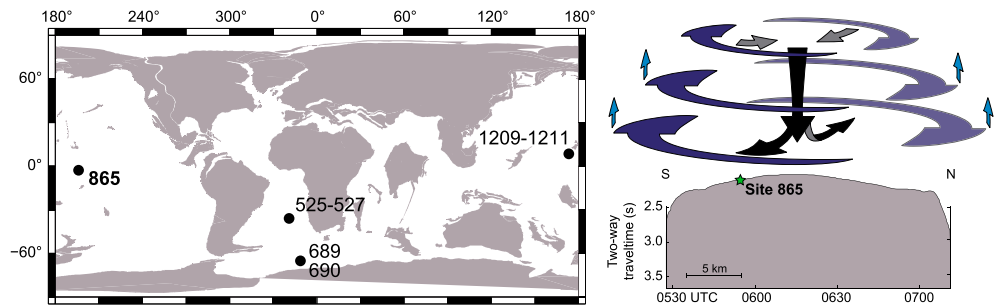 180° 240° 300° 0° 60° 120° 180°
60°
0°
−60°
1209-1211
865
525-527
689
690
S
N
Site 865
Two-way
traveltime (s)
2.5
3.0
3.5
5 km
0530 UTC 0600 0630 0700